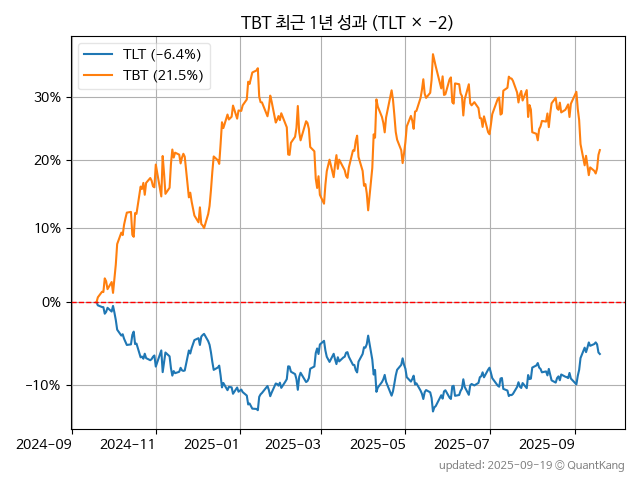 TBT 최근 1년 성과 (TLT × −2)
TLT (−6.4%)
TBT (21.5%)
30%
20%
10%
0%
−10%
2024−09 2024−11 2025−01 2025−03 2025−05 2025−07 2025−09
updated: 2025−09−19 © QuantKang